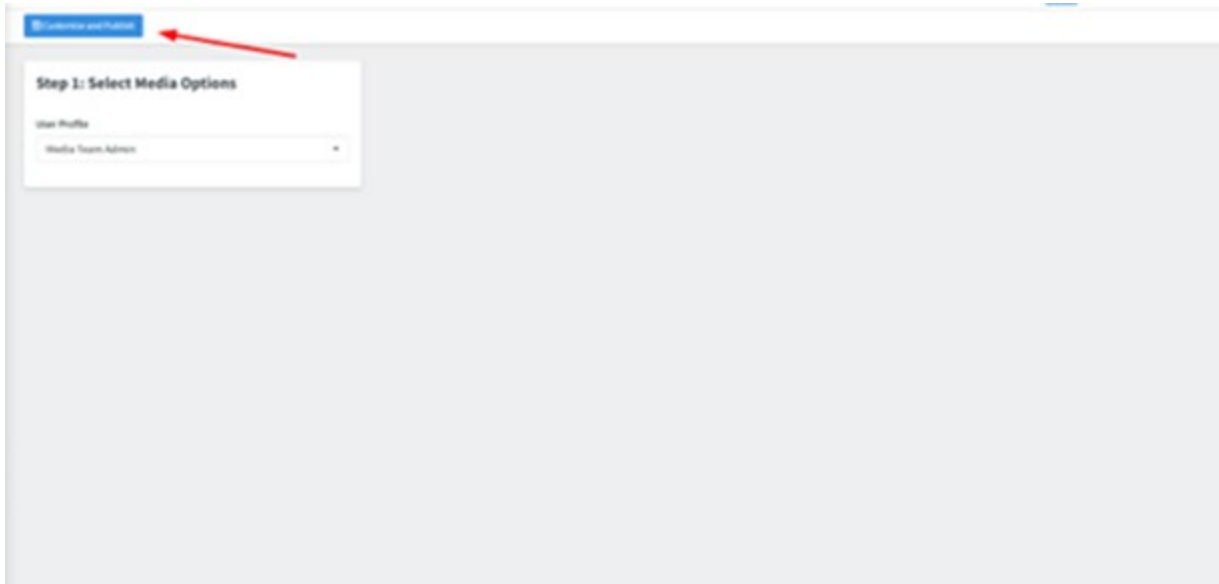 Customize and Publish
Step 1: Select Media Options
User Profile
Media Team Admin